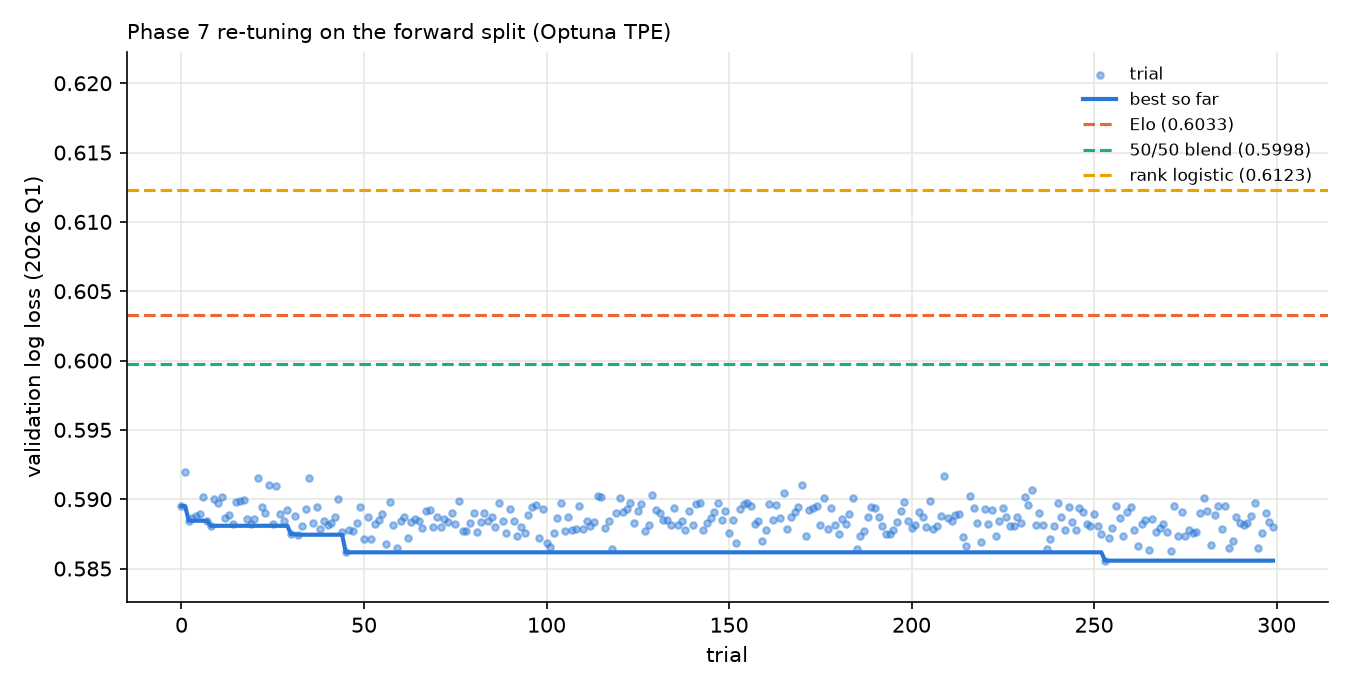 Phase 7 re-tuning on the forward split (Optuna TPE)
trial
best so far
Elo (0.6033)
50/50 blend (0.5998)
rank logistic (0.6123)
validation log loss (2026 Q1)
0.620
0.615
0.610
0.605
0.600
0.595
0.590
0.585
0
50
100
150
200
250
300
trial